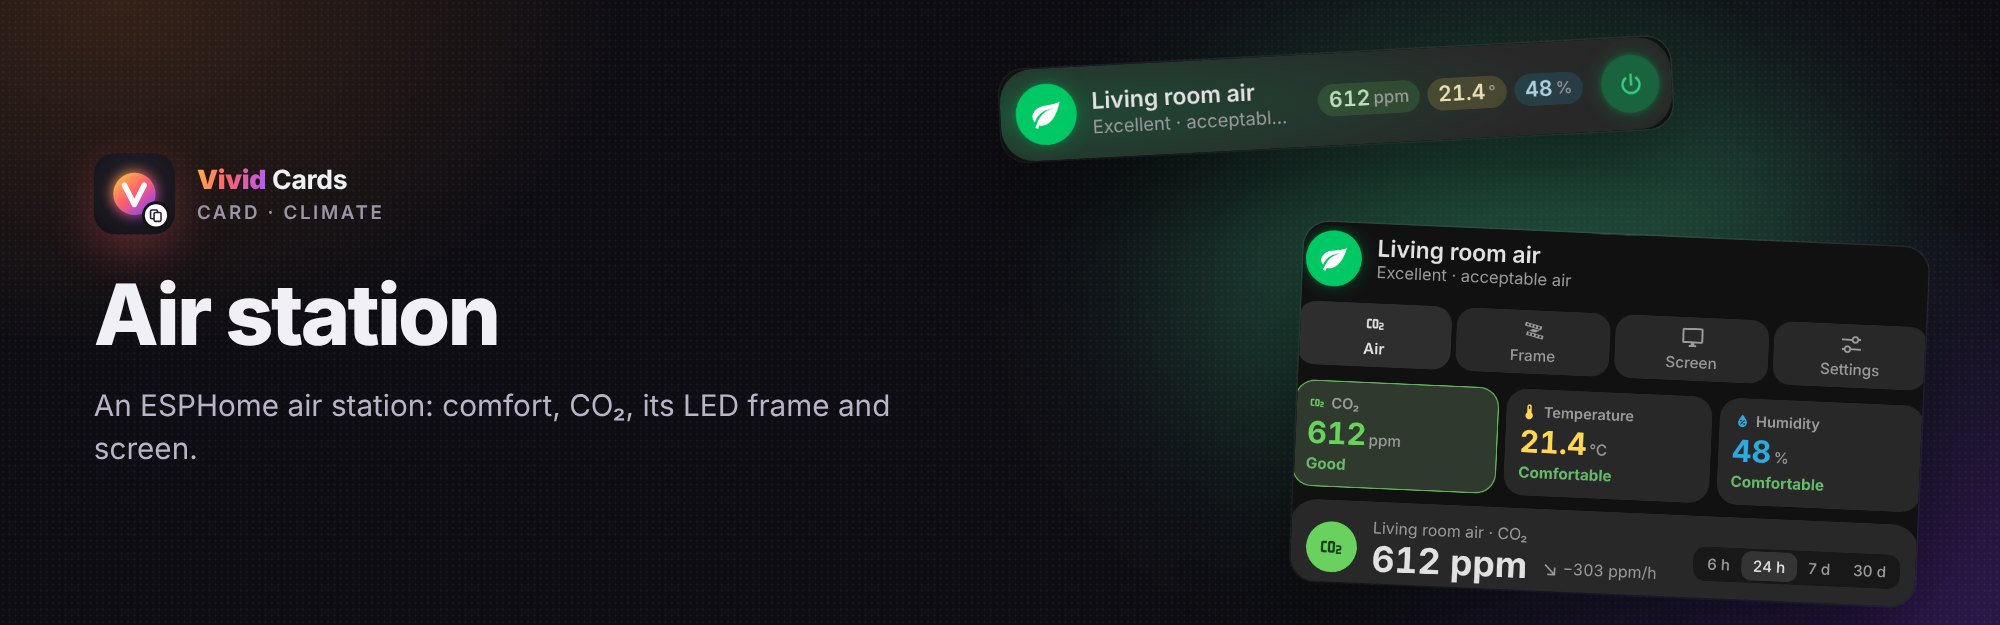 Vivid Cards
CARD · CLIMATE
Air station
An ESPHome air station: comfort, CO₂, its LED frame and
screen.
Living room air
Excellent · acceptabl...
612 ppm
21.4 °
48 %
Living room air
Excellent · acceptable air
CO₂
Air
Frame
Screen
Settings
CO₂ CO₂
612 ppm
Good
Temperature
21.4 °C
Comfortable
Humidity
48 %
Comfortable
CO₂
Living room air · CO₂
612 ppm
↘ −303 ppm/h
6 h
24 h
7 d
30 d